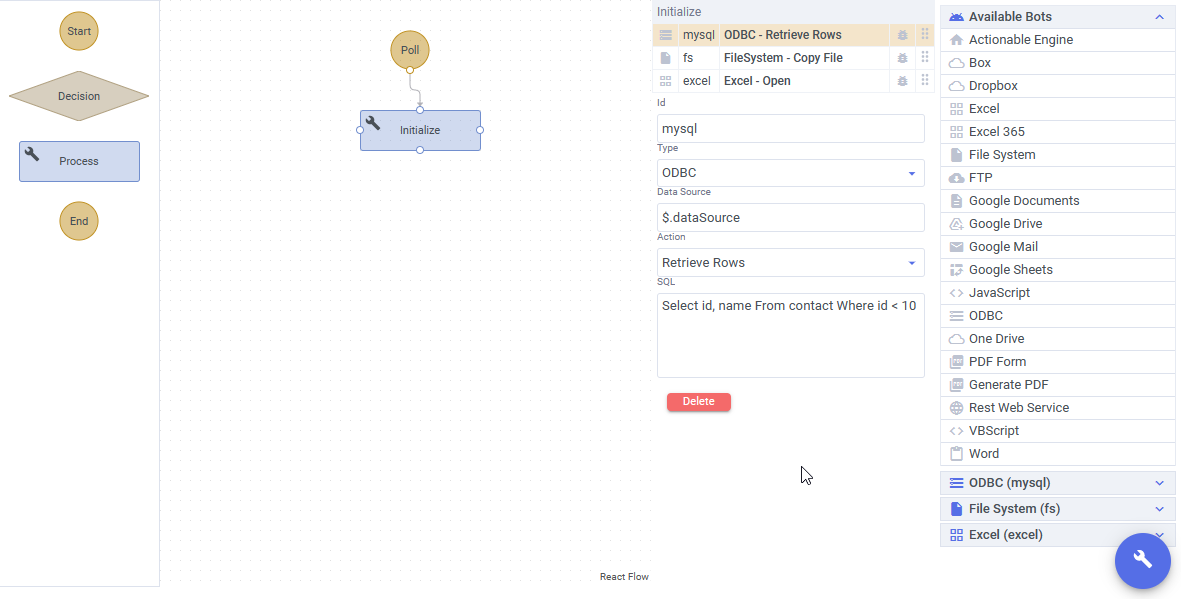 Start
Decision
Process
End
Poll
Initialize
React Flow
Initialize
mysql ODBC - Retrieve Rows
fs FileSystem - Copy File
excel Excel - Open
Id
mysql
Type
ODBC
Data Source
$.dataSource
Action
Retrieve Rows
SQL
Select id, name From contact Where id < 10
Delete
Available Bots
Actionable Engine
Box
Dropbox
Excel
Excel 365
File System
FTP
Google Documents
Google Drive
Google Mail
Google Sheets
JavaScript
ODBC
One Drive
PDF Form
Generate PDF
Rest Web Service
VBScript
Word
ODBC (mysql)
File System (fs)
Excel (excel)